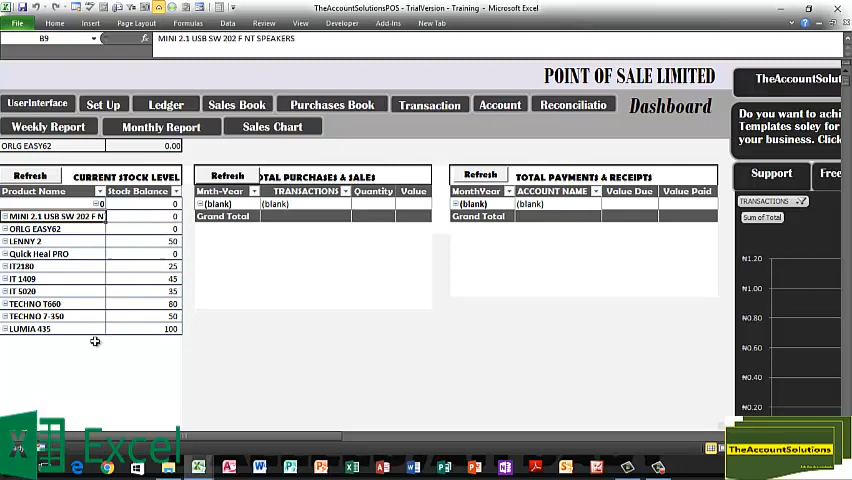 TheAccountSolutionsPOS - TrialVersion - Training - Microsoft Excel
File Home Insert Page Layout Formulas Data Review View Developer Add-Ins New Tab
B9 fx MINI 2.1 USB SW 202 F NT SPEAKERS
POINT OF SALE LIMITED TheAccountSolu
UserInterface Set Up Ledger Sales Book Purchases Book Transaction Account Reconciliatio Dashboard
Weekly Report Monthly Report Sales Chart
Do you want to achi
Templates soley for
your business. Click
ORLG EASY62 0.00
Refresh CURRENT STOCK LEVEL Refresh OTAL PURCHASES & SALES Refresh TOTAL PAYMENTS & RECEIPTS Support Free
Product Name Stock Balance Mnth-Year TRANSACTIONS Quantity Value MonthYear ACCOUNT NAME Value Due Value Paid
0 0 (blank) (blank) (blank) (blank) TRANSACTIONS
MINI 2.1 USB SW 202 F N 0 Grand Total Grand Total Sum of Total
ORLG EASY62 0
LENNY 2 50
Quick Heal PRO 0
IT2180 25
IT 1409 45
IT 5020 35
TECHNO T660 80
TECHNO 7-350 50
LUMIA 435 100
₦1.20
₦1.00
₦0.80
₦0.60
₦0.40
₦0.20
Excel
TheAccountSolutions